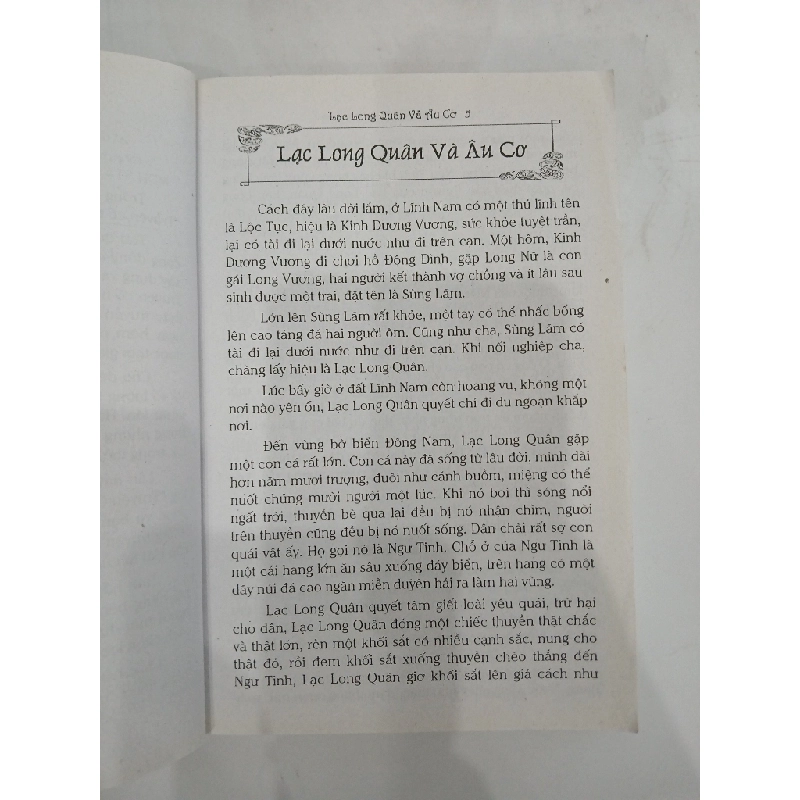 Lạc Long Quân Và Âu Cơ 5
Lạc Long Quân Và Âu Cơ
Cách đây lâu đời lắm, ở Lĩnh Nam có một thủ lĩnh tên
là Lộc Tục, hiệu là Kinh Dương Vương, sức khỏe tuyệt trần,
lại có tài đi lại dưới nước như đi trên cạn. Một hôm, Kinh
Dương Vương đi chơi hồ Động Đình, gặp Long Nữ là con
gái Long Vương, hai người kết thành vợ chồng và ít lâu sau
sinh được một trai, đặt tên là Sùng Lãm.
Lớn lên Sùng Lãm rất khỏe, một tay có thể nhấc bổng
lên cao tảng đá hai người ôm. Cũng như cha, Sùng Lãm có
tài đi lại dưới nước như đi trên cạn. Khi nối nghiệp cha,
chàng lấy hiệu là Lạc Long Quân.
Lúc bấy giờ ở đất Lĩnh Nam còn hoang vu, không một
nơi nào yên ổn, Lạc Long Quân quyết chí đi du ngoạn khắp
nơi.
Đến vùng bờ biển Đông Nam, Lạc Long Quân gặp
một con cá rất lớn. Con cá này đã sống từ lâu đời, mình dài
hơn năm mươi trượng, đuôi như cánh buồm, miệng có thể
nuốt chửng mười người một lúc. Khi nó bơi thì sóng nổi
ngất trời, thuyền bè qua lại đều bị nó nhấn chìm, người
trên thuyền cũng đều bị nó nuốt sống. Dân chài rất sợ con
quái vật ấy. Họ gọi nó là Ngư Tinh. Chỗ ở của Ngư Tinh là
một cái hang lớn ăn sâu xuống đáy biển, trên hang có một
dãy núi đá cao ngăn miền duyên hải ra làm hai vùng.
Lạc Long Quân quyết tâm giết loài yêu quái, trừ hại
cho dân, Lạc Long Quân đóng một chiếc thuyền thật chắc
và thật lớn, rèn một khối sắt có nhiều cạnh sắc, nung cho
thật đỏ, rồi đem khối sắt xuống thuyền chèo thẳng đến
Ngư Tinh, Lạc Long Quân giơ khối sắt lên giả cách như